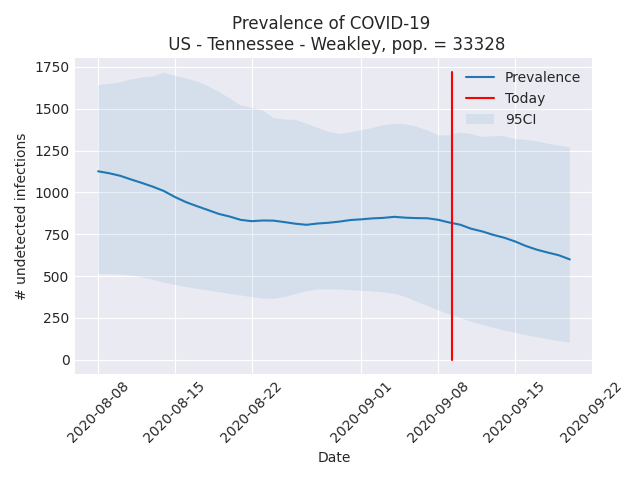 Prevalence of COVID-19
US - Tennessee - Weakley, pop. = 33328
1750
1500
1250
1000
750
500
250
0
# undetected infections
Prevalence
Today
95CI
2020-08-08
2020-08-15
2020-08-22
2020-09-01
2020-09-08
2020-09-15
2020-09-22
Date